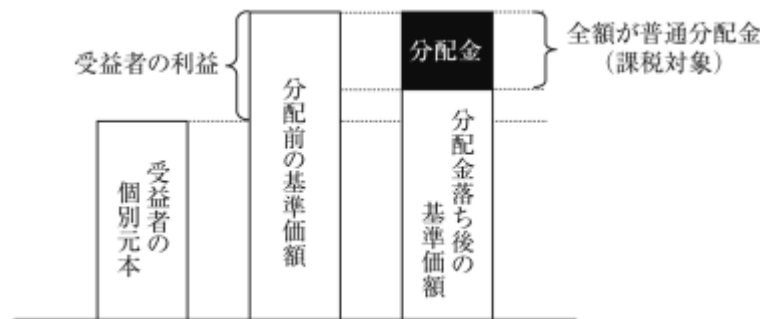 受益者の利益
分配金
全額が普通分配金
（課税対象）
受益者の
個別元本
分配前の基準価額
分配金落ち後の
基準価額